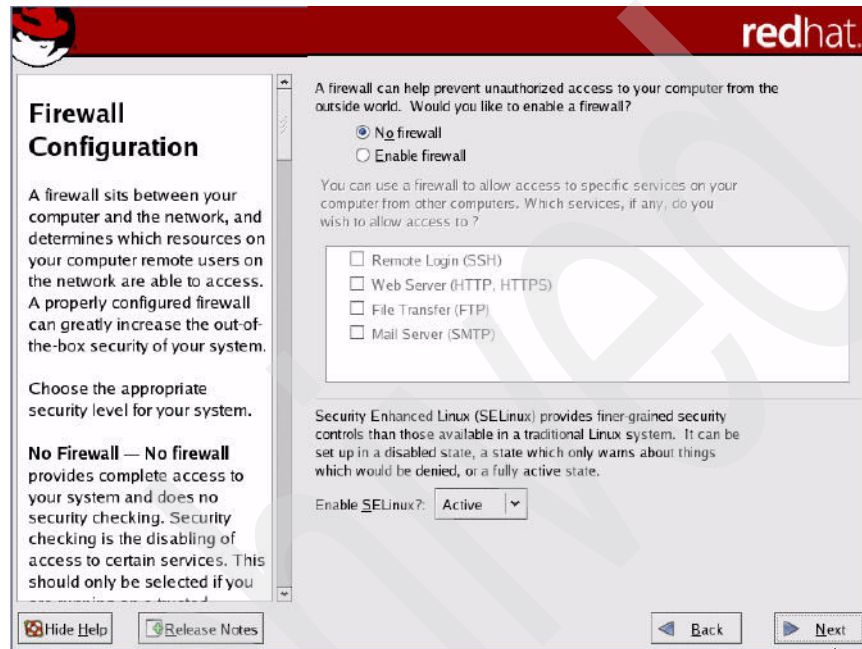 redhat.
Firewall
Configuration
A firewall sits between your
computer and the network, and
determines which resources on
your computer remote users on
the network are able to access.
A properly configured firewall
can greatly increase the out-of-
the-box security of your system.
Choose the appropriate
security level for your system.
No Firewall — No firewall
provides complete access to
your system and does no
security checking. Security
checking is the disabling of
access to certain services. This
should only be selected if you
A firewall can help prevent unauthorized access to your computer from the
outside world. Would you like to enable a firewall?
No firewall
Enable firewall
You can use a firewall to allow access to specific services on your
computer from other computers. Which services, if any, do you
wish to allow access to ?
Remote Login (SSH)
Web Server (HTTP, HTTPS)
File Transfer (FTP)
Mail Server (SMTP)
Security Enhanced Linux (SELinux) provides finer-grained security
controls than those available in a traditional Linux system. It can be
set up in a disabled state, a state which only warns about things
which would be denied, or a fully active state.
Enable SELinux?: Active
Hide Help
Release Notes
Back
Next